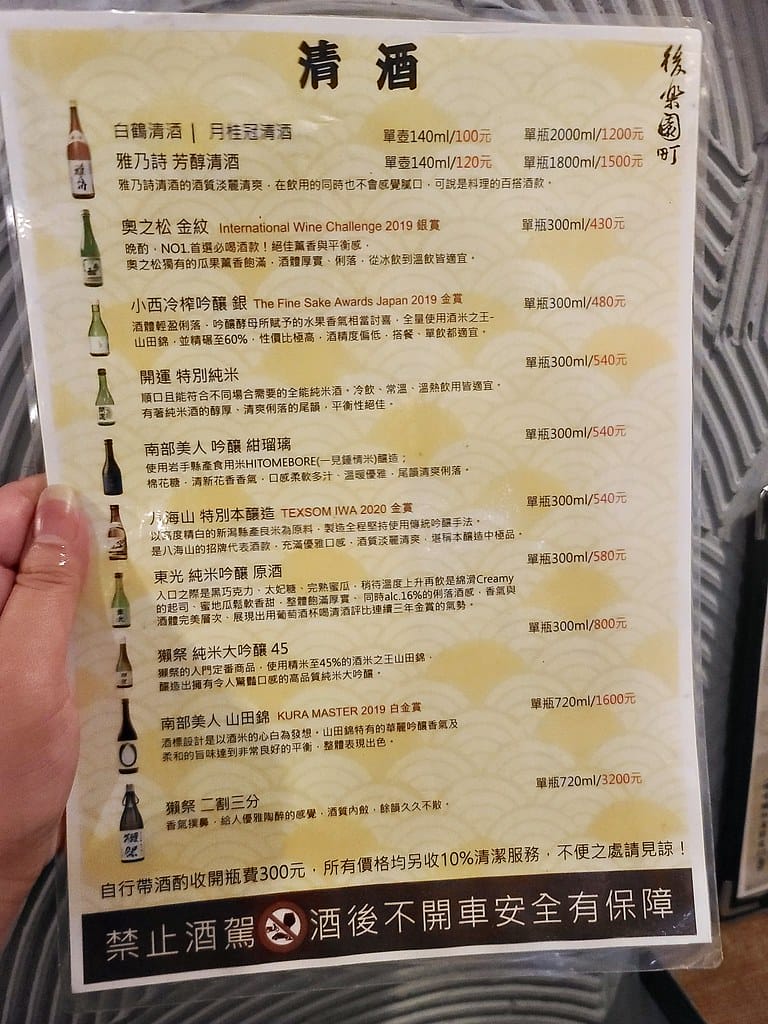 清酒
後楽園町
白鶴清酒 | 月桂冠清酒 單壺140ml/100元 單瓶2000ml/1200元
雅乃詩 芳醇清酒 單壺140ml/120元 單瓶1800ml/1500元
雅乃詩清酒的酒質淡麗清爽，在飲用的同時也不會感覺膩口，可說是料理的百搭酒款。
奧之松 金紋 International Wine Challenge 2019 銀賞 單瓶300ml/430元
晚酌，NO1.首選必喝酒款！絕佳薰香與平衡感，
奧之松獨有的瓜果薰香飽滿，酒體厚實、俐落，從冰飲到溫飲皆適宜。
小西冷榨吟釀 銀 The Fine Sake Awards Japan 2019 金賞 單瓶300ml/480元
酒體輕盈俐落，吟釀酵母所賦予的水果香氣相當討喜，全量使用酒米之王-
山田錦，並精碾至60%，性價比極高，酒精度偏低，搭餐、單飲都適宜。
開運 特別純米 單瓶300ml/540元
順口且能符合不同場合需要的全能純米酒。冷飲、常溫、溫熱飲用皆適宜。
有著純米酒的醇厚、清爽俐落的尾韻，平衡性絕佳。
南部美人 吟釀 紺瑠璃 單瓶300ml/540元
使用岩手縣產食用米HITOMEBORE(一見鍾情米)釀造；
棉花糖，清新花香香氣，口感柔軟多汁、溫暖優雅，尾韻清爽俐落。
八海山 特別本釀造 TEXSOM IWA 2020 金賞 單瓶300ml/540元
以高度精白的新潟縣產良米為原料，製造全程堅持使用傳統吟釀手法。
是八海山的招牌代表酒款，充滿優雅口感，酒質淡麗清爽，堪稱本釀造中極品。
東光 純米吟釀 原酒 單瓶300ml/580元
入口之際是黑巧克力、太妃糖、完熟蜜瓜，稍待溫度上升再飲是綿滑Creamy
的起司、蜜地瓜鬆軟香甜，整體飽滿厚實、同時alc.16%的俐落酒感，香氣與
酒體完美層次、展現出用葡萄酒杯喝清酒評比連續三年金賞的氣勢。
獺祭 純米大吟釀 45 單瓶300ml/800元
獺祭的入門定番商品，使用精米至45%的酒米之王山田錦，
釀造出擁有令人驚豔口感的高品質純米大吟釀。
南部美人 山田錦 KURA MASTER 2019 白金賞 單瓶720ml/1600元
酒標設計是以酒米的心白為發想。山田錦特有的華麗吟釀香氣及
柔和的旨味達到非常良好的平衡，整體表現出色。
獺祭 二割三分 單瓶720ml/3200元
香氣撲鼻，給人優雅陶醉的感覺，酒質內斂，餘韻久久不散。
自行帶酒酌收開瓶費300元，所有價格均另收10%清潔服務，不便之處請見諒！
禁止酒駕 酒後不開車安全有保障